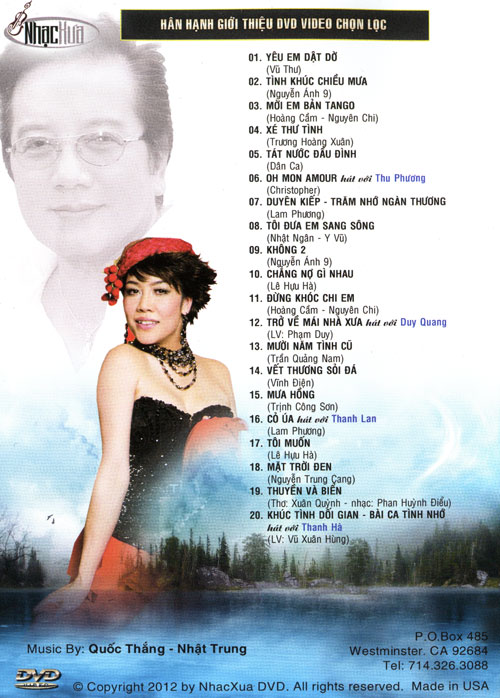 NHẠCXƯA
HÂN HẠNH GIỚI THIỆU DVD VIDEO CHỌN LỌC
01. YÊU EM DẬT DỜ
(Vũ Thư)
02. TÌNH KHÚC CHIỀU MƯA
(Nguyễn Ánh 9)
03. MỜI EM BẢN TANGO
(Hoàng Cầm - Nguyên Chi)
04. XÉ THƯ TÌNH
(Trương Hoàng Xuân)
05. TÁT NƯỚC ĐẦU ĐÌNH
(Dân Ca)
06. OH MON AMOUR hát với Thu Phương
(Christopher)
07. DUYÊN KIẾP - TRĂM NHỚ NGÀN THƯƠNG
(Lam Phương)
08. TÔI ĐƯA EM SANG SÔNG
(Nhật Ngân - Y Vũ)
09. KHÔNG 2
(Nguyễn Ánh 9)
10. CHẲNG NỢ GÌ NHAU
(Lê Hựu Hà)
11. ĐỪNG KHÓC CHI EM
(Hoàng Cầm - Nguyên Chi)
12. TRỞ VỀ MÁI NHÀ XƯA hát với Duy Quang
(LV: Phạm Duy)
13. MƯỜI NĂM TÌNH CŨ
(Trần Quảng Nam)
14. VẾT THƯƠNG SỎI ĐÁ
(Vĩnh Điện)
15. MƯA HỒNG
(Trịnh Công Sơn)
16. CỎ ÚA hát với Thanh Lan
(Lam Phương)
17. TÔI MUỐN
(Lê Hựu Hà)
18. MẶT TRỜI ĐEN
(Nguyễn Trung Cang)
19. THUYỀN VÀ BIỂN
(Thơ: Xuân Quỳnh - nhạc: Phan Huỳnh Điểu)
20. KHÚC TÌNH DỐI GIAN - BÀI CA TÌNH NHỚ
hát với Thanh Hà
(LV: Vũ Xuân Hùng)
P.O.Box 485
Music By: Quốc Thắng - Nhật Trung Westminster. CA 92684
Tel: 714.326.3088
DVD © Copyright 2012 by NhacXua DVD. All rights reserved. Made in USA